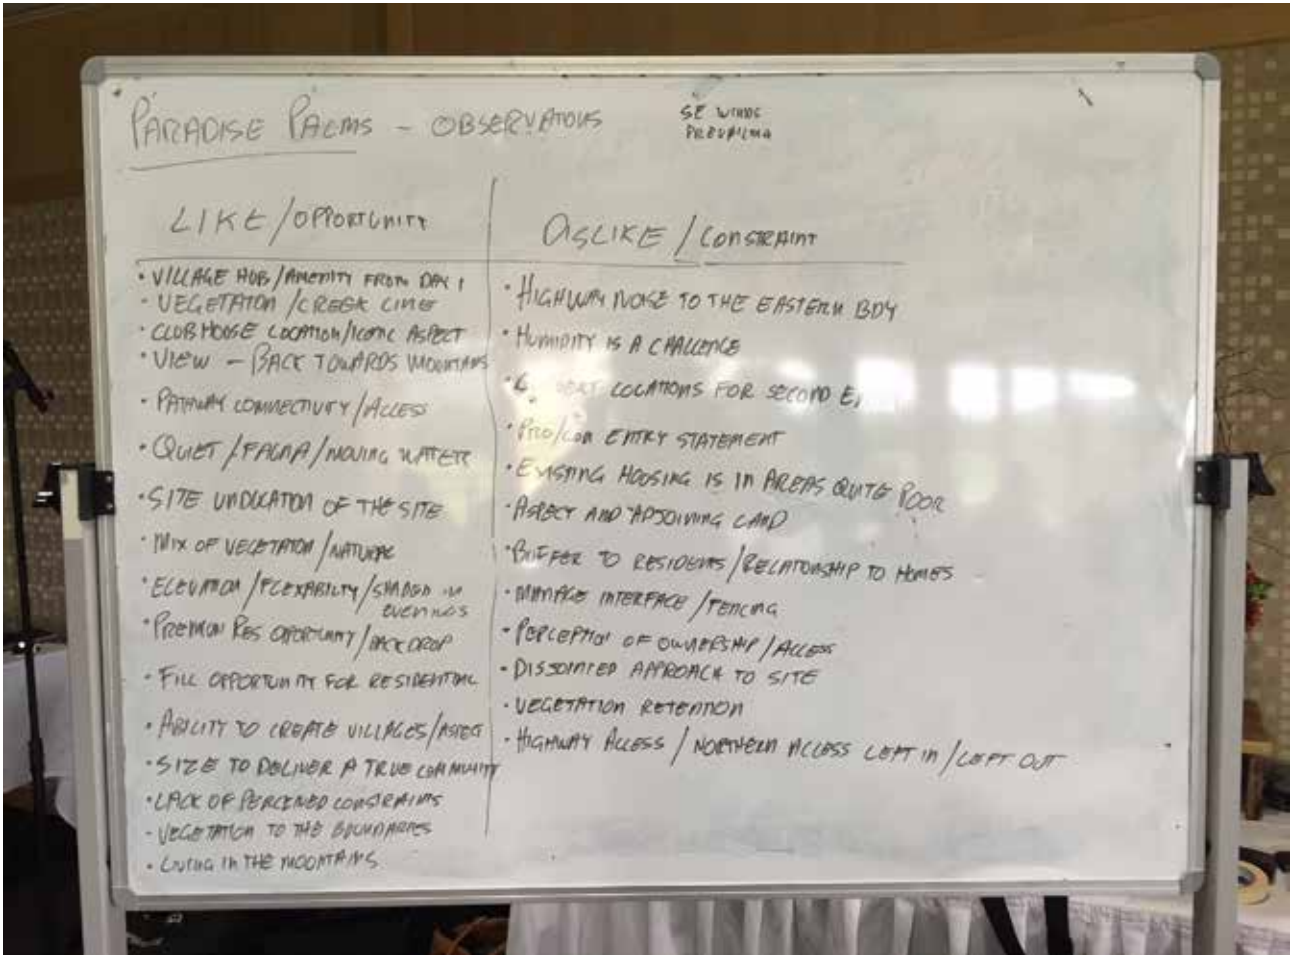 PARADISE PALMS - OBSERVATIONS
SE WINDS
PREVAILING
LIKE/OPPORTUNITY
• VILLAGE HUB/AMENITY FROM DAY 1
- VEGETATION/CREEK LINE
• CLUBHOUSE LOCATION/ICONIC ASPECT
• VIEW - BACK TOWARDS MOUNTAINS
• PATHWAY CONNECTIVITY/ACCESS
• QUIET/FAUNA/MOVING WATER
• SITE UNDULATION OF THE SITE
• MIX OF VEGETATION/NATURAL
• ELEVATION/FLEXABILTY/SHADED IN
EVENINGS
• PREMIUM RES OPPORTUNITY/BACKDROP
- FILL OPPORTUNITY FOR RESIDENTIAL
• ABILITY TO CREATE VILLAGES/ASPECT
• SIZE TO DELIVER A TRUE COMMUNITY
• LACK OF PERCEIVED CONSTRAINTS
- VEGETATION TO THE BOUNDARIES
• LIVING IN THE MOUNTAINS
DISLIKE/CONSTRAINT
• HIGHWAY NOISE TO THE EASTERN BDY
• HUMIDITY IS A CHALLENGE
• LOCATIONS FOR SECOND
• PRO/CON ENTRY STATEMENT
• EXISTING HOUSING IS IN AREAS QUITE POOR
• ASPECT AND ADJOINING LAND
• BUFFER TO RESIDENTS/RELATIONSHIP TO HOMES
• MANAGE INTERFACE/FENCING
• PERCEPTION OF OWNERSHIP/ACCESS
• DISJOINTED APPROACH TO SITE
• VEGETATION RETENTION
• HIGHWAY ACCESS/NORTHERN ACCESS LEFT IN/LEFT OUT